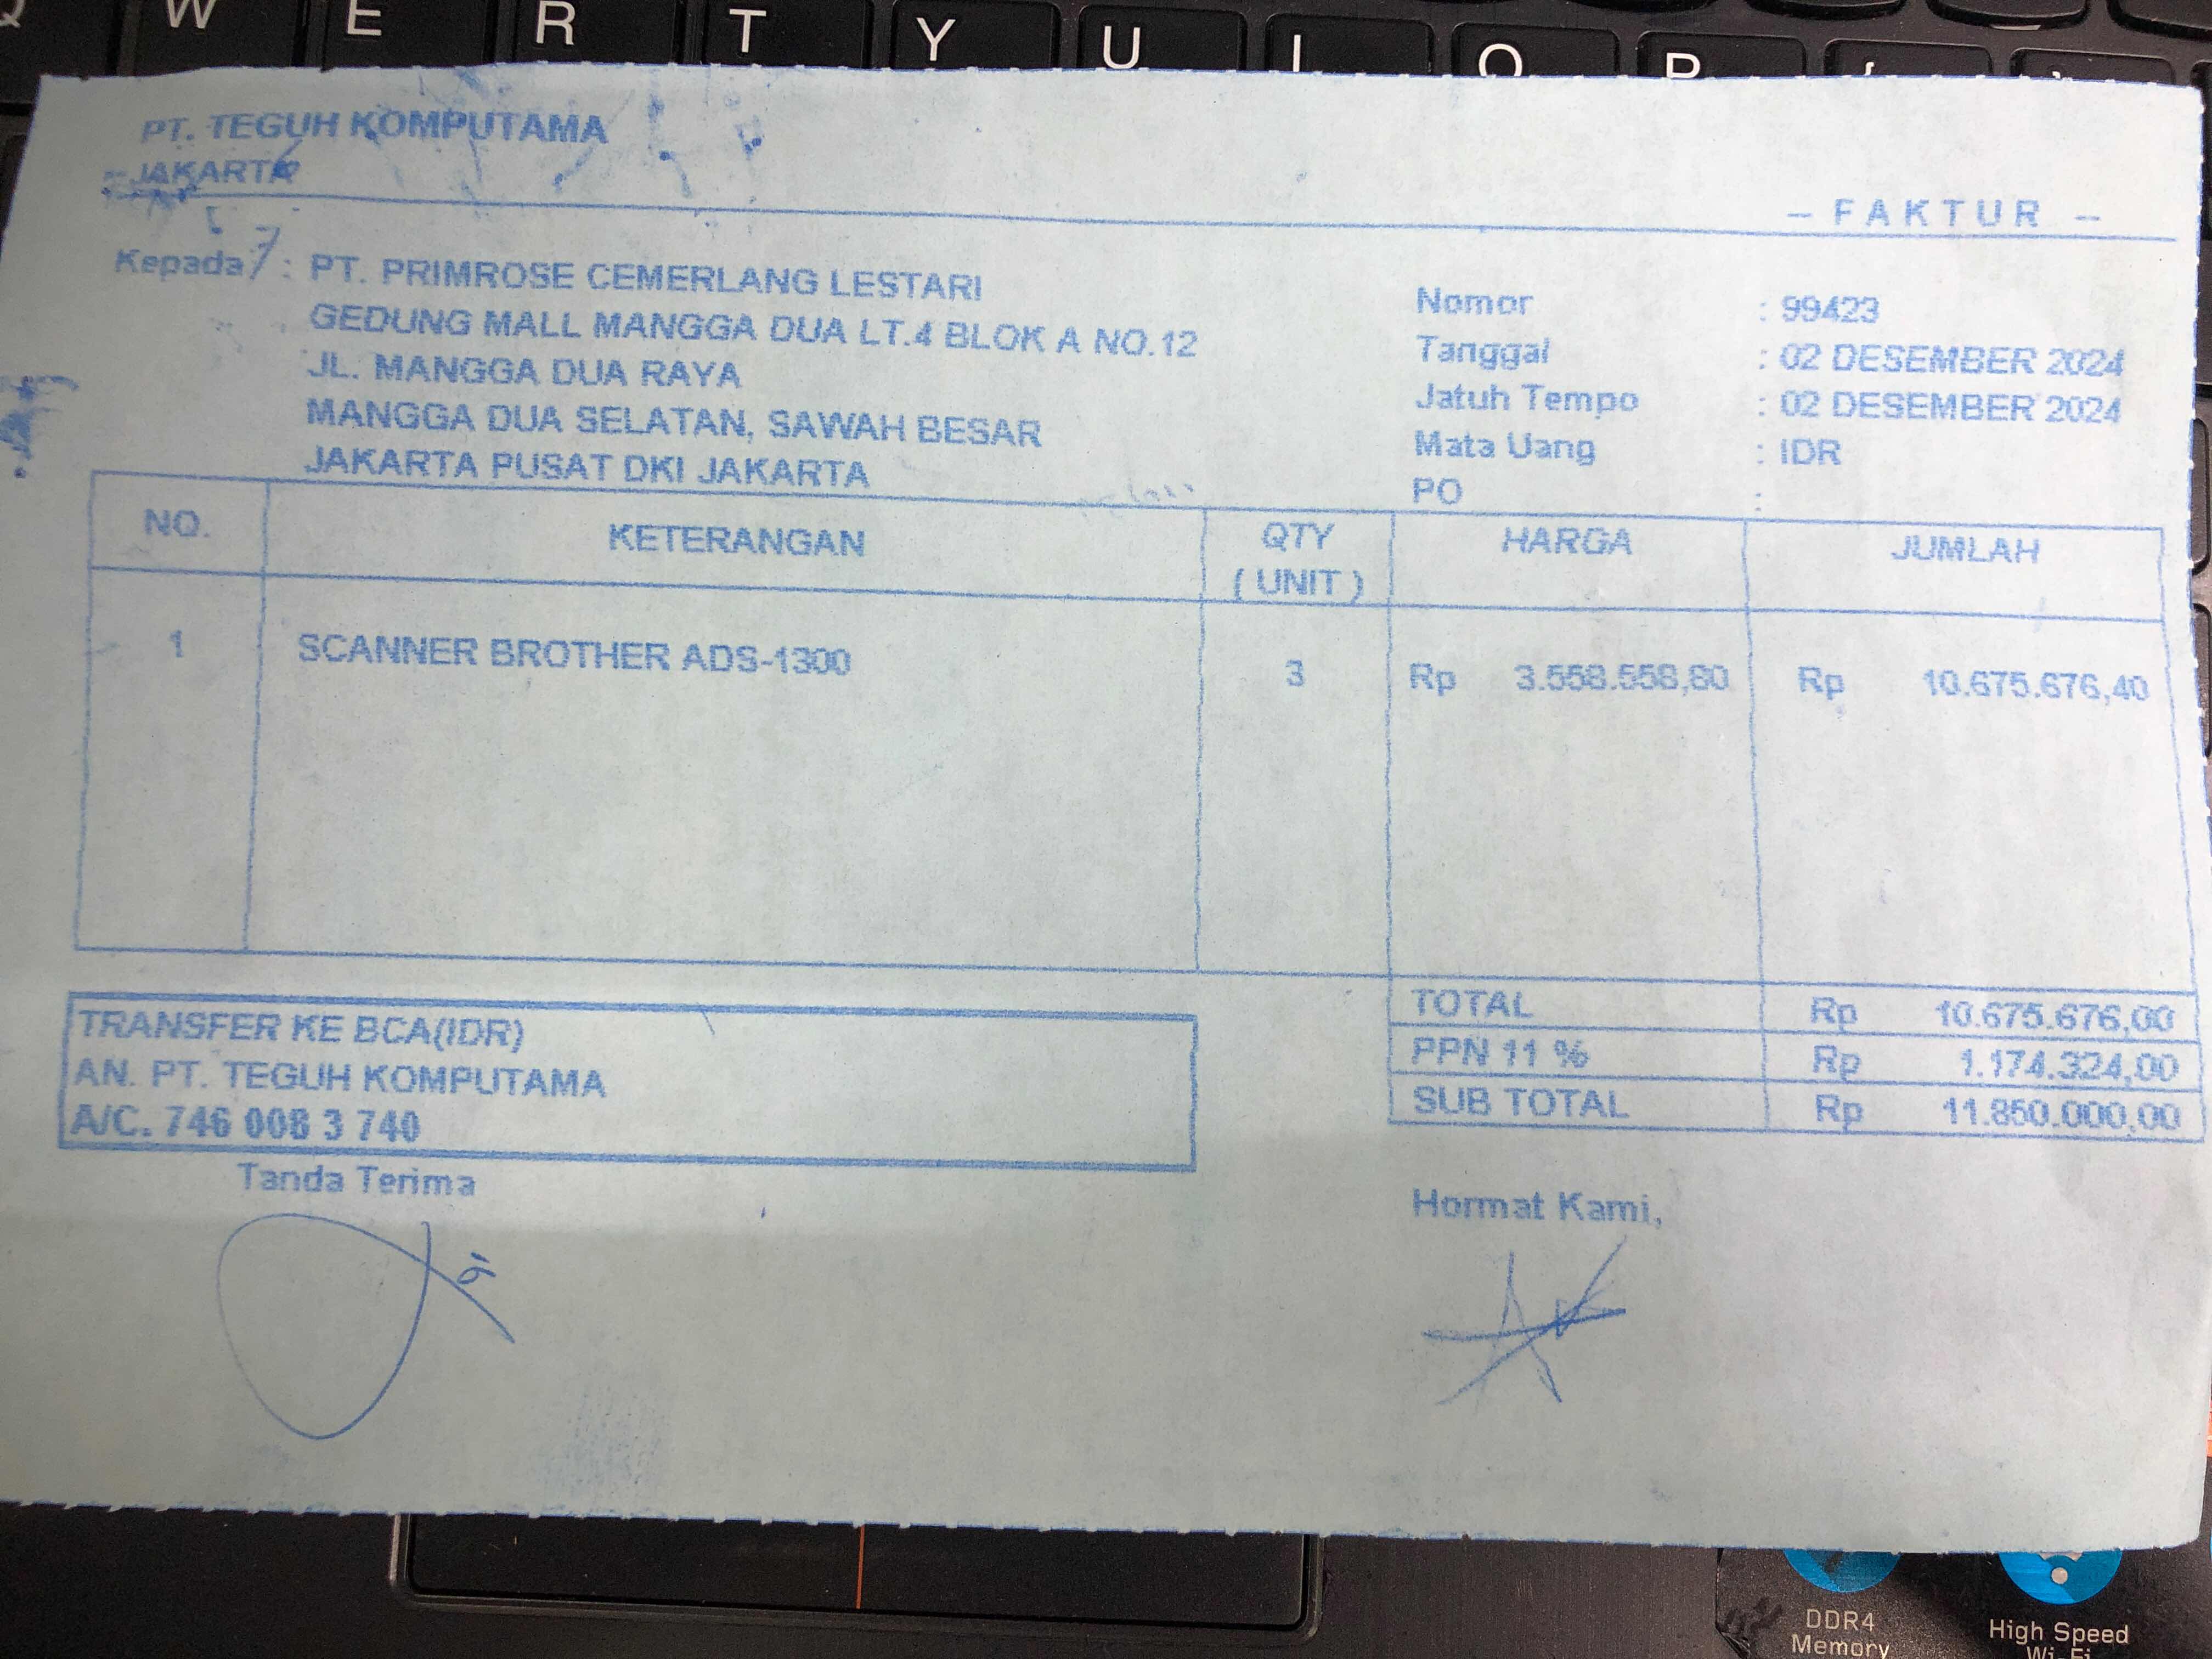 Q W E R T Y U I O P
PT. TEGUH KOMPUTAMA
JAKARTA
– F A K T U R –
Kepada : PT. PRIMROSE CEMERLANG LESTARI
GEDUNG MALL MANGGA DUA LT.4 BLOK A NO.12
JL. MANGGA DUA RAYA
MANGGA DUA SELATAN, SAWAH BESAR
JAKARTA PUSAT DKI JAKARTA
Nomor : 99423
Tanggal : 02 DESEMBER 2024
Jatuh Tempo : 02 DESEMBER 2024
Mata Uang : IDR
PO :
NO. KETERANGAN QTY HARGA JUMLAH
( UNIT )
1 SCANNER BROTHER ADS-1300 3 Rp 3.558.558,80 Rp 10.675.676,40
TOTAL Rp 10.675.676,00
PPN 11 % Rp 1.174.324,00
SUB TOTAL Rp 11.850.000,00
TRANSFER KE BCA(IDR)
AN. PT. TEGUH KOMPUTAMA
A/C. 746 008 3 740
Tanda Terima
Hormat Kami,
DDR4
Memory
High Speed
Wi-Fi